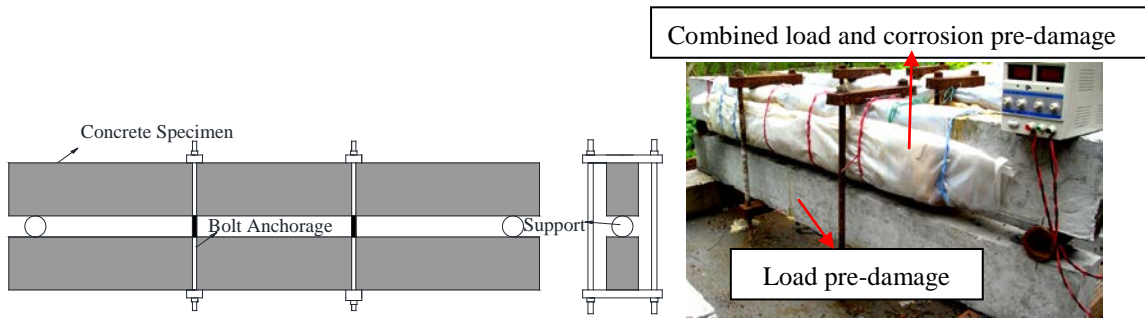 Combined load and corrosion pre-damage
Concrete Specimen
Bolt Anchorage
Support
Load pre-damage